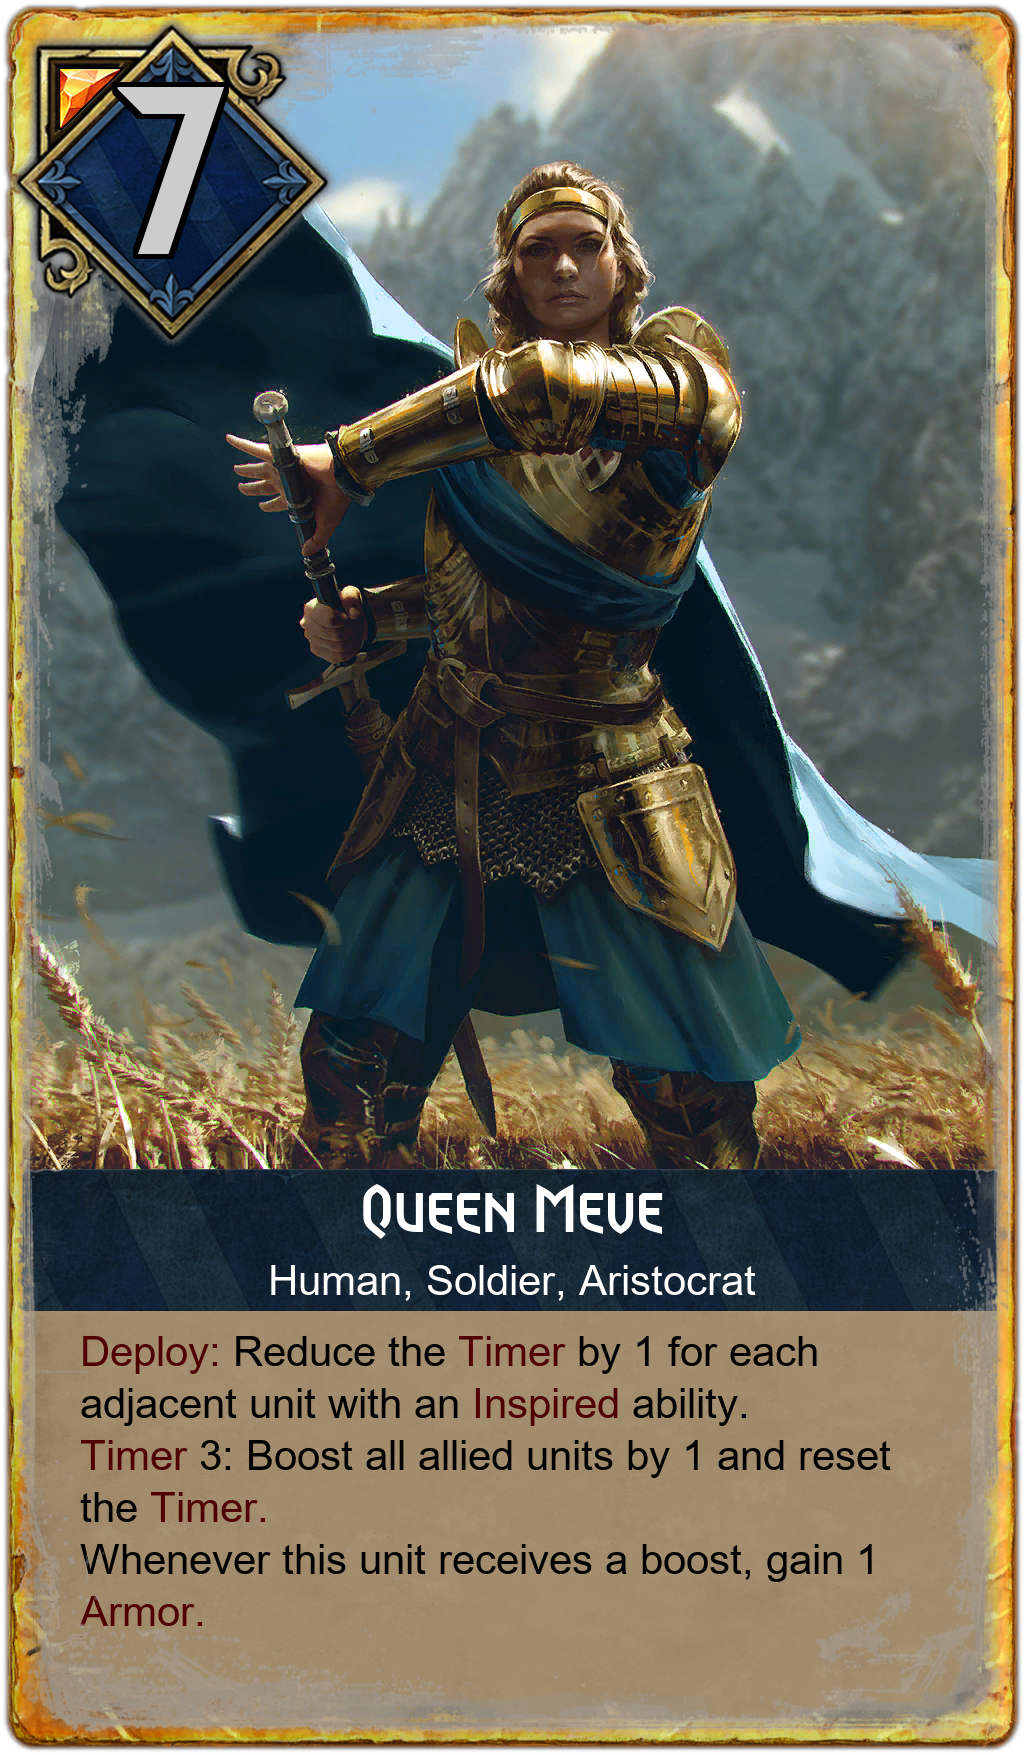 7
Queen Meve
Human, Soldier, Aristocrat
Deploy: Reduce the Timer by 1 for each
adjacent unit with an Inspired ability.
Timer 3: Boost all allied units by 1 and reset
the Timer.
Whenever this unit receives a boost, gain 1
Armor.